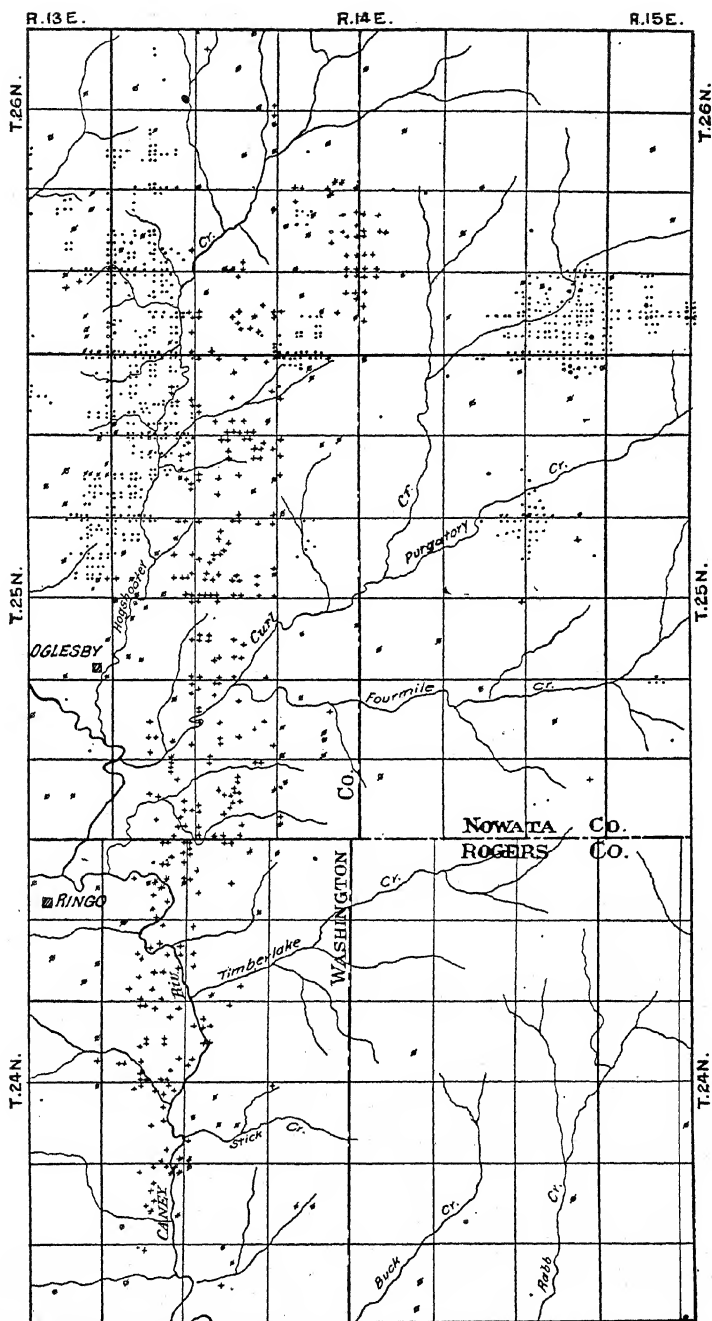 R.13E. R.14E. R.15E.
T.26N. T.26N.
Cr.
Cr.
Cr.
Purgatory
Hogshooter
T.25N. T.25N.
Curl
OGLESBY
Fourmile Cr.
Co.
NOWATA CO.
ROGERS CO.
RINGO
Cr.
WASHINGTON
Timberlake
Riv.
T.24N. T.24N.
Stick Cr.
CANEY
Cr.
Cr.
Buck
Rabb